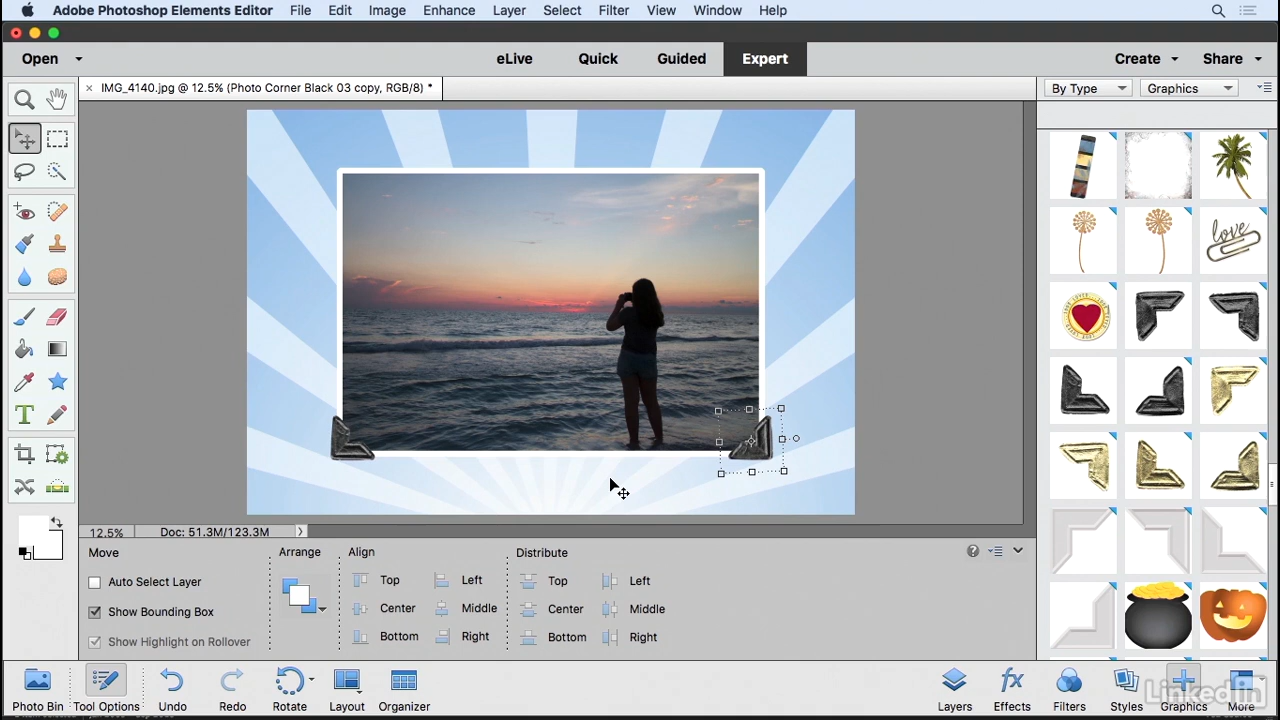 Adobe Photoshop Elements Editor File Edit Image Enhance Layer Select Filter View Window Help
Open eLive Quick Guided Expert Create Share
IMG_4140.jpg @ 12.5% (Photo Corner Black 03 copy, RGB/8) *
By Type Graphics
love
12.5% Doc: 51.3M/123.3M
Move Arrange Align Distribute
Auto Select Layer Top Left Top Left
Show Bounding Box Center Middle Center Middle
Show Highlight on Rollover Bottom Right Bottom Right
Photo Bin Tool Options Undo Redo Rotate Layout Organizer Layers Effects Filters Styles Graphics More
LinkedIn